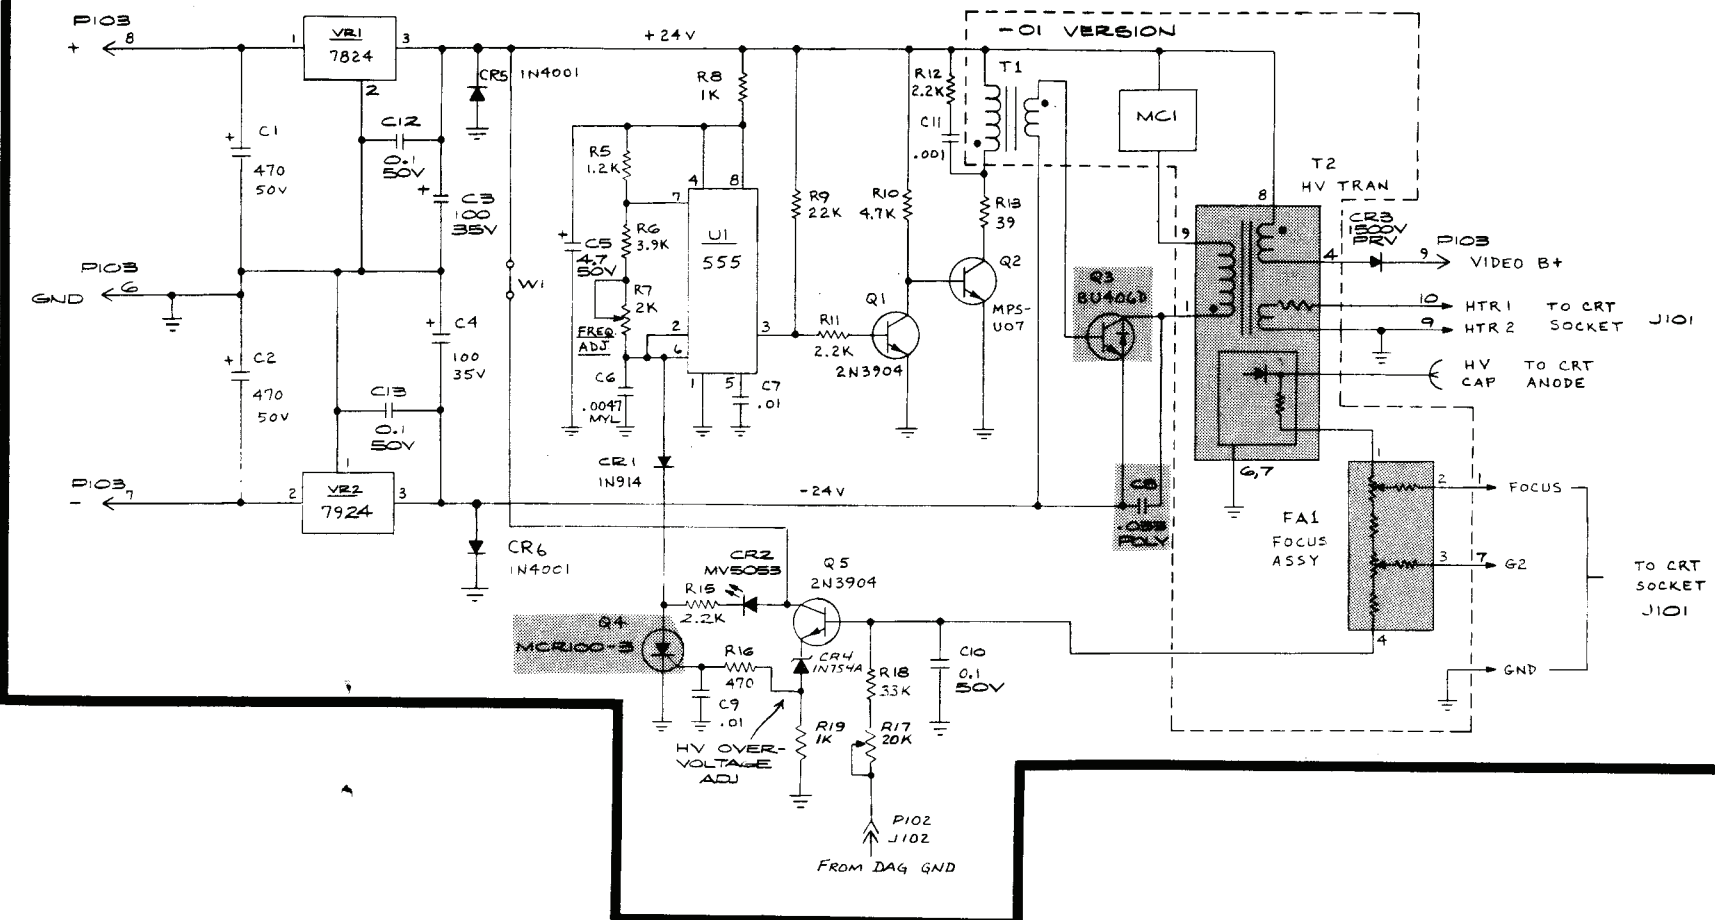 P103
+
8
1
VR1
7824
3
2
+24V
CR5
1N4001
C12
0.1
50V
+
C1
470
50V
+
C3
100
35V
P103
GND
6
+
C4
100
35V
+
C2
470
50V
C13
0.1
50V
P103
-
7
2
1
VR2
7924
3
-24V
CR6
1N4001
W1
R8
1K
R5
1.2K
R6
3.9K
+
C5
4.7
50V
R7
2K
FREQ
ADJ
C6
.0047
MYL
4
8
7
U1
555
2
6
3
1
5
C7
.01
CR1
1N914
R9
22K
R10
4.7K
R11
2.2K
Q1
2N3904
Q2
MPS-
U07
R12
2.2K
C11
.001
R13
39
-01 VERSION
T1
MC1
T2
HV TRAN
8
9
1
4
6,7
Q3
BU406D
C8
.033
POLY
CR3
1500V
PRV
P103
9
VIDEO B+
10
HTR 1
9
HTR 2
TO CRT
SOCKET
J101
HV
CAP
TO CRT
ANODE
FA1
FOCUS
ASSY
1
2
1
FOCUS
3
7
G2
4
GND
TO CRT
SOCKET
J101
Q4
MCR100-3
R15
2.2K
CR2
MV5053
Q5
2N3904
CR4
1N754A
R16
470
C9
.01
HV OVER-
VOLTAGE
ADJ
R19
1K
R18
33K
R17
20K
C10
0.1
50V
P102
J102
FROM DAG GND